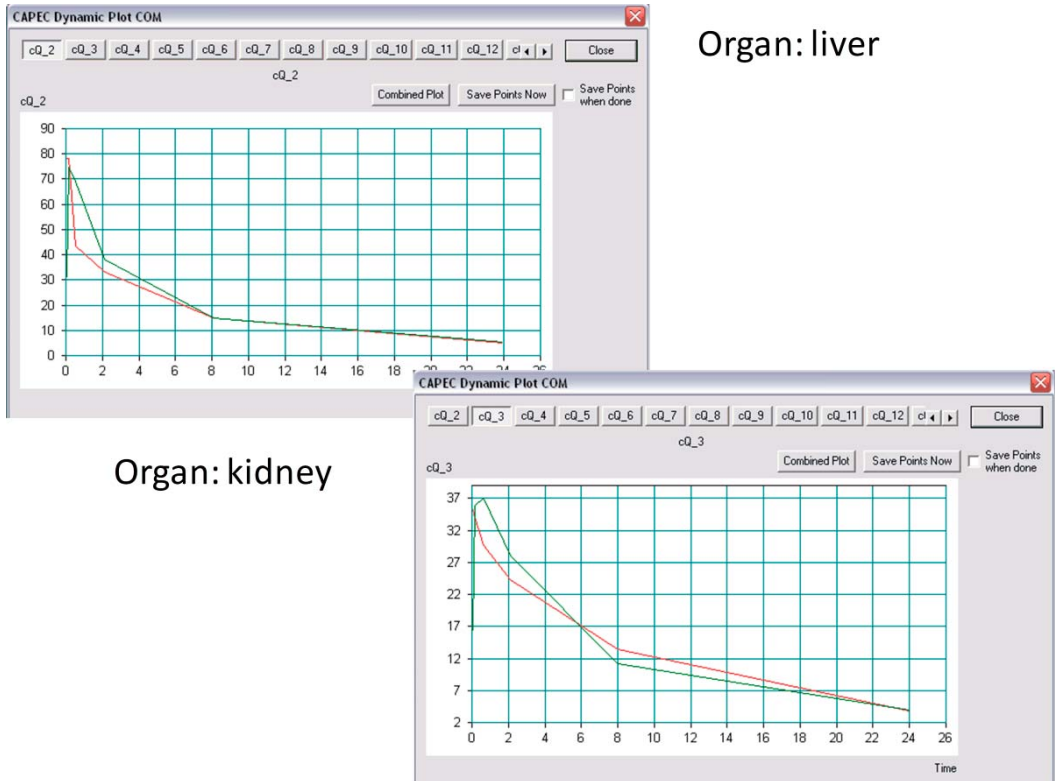 CAPEC Dynamic Plot COM
cQ_2 cQ_3 cQ_4 cQ_5 cQ_6 cQ_7 cQ_8 cQ_9 cQ_10 cQ_11 cQ_12 Close
cQ_2
Combined Plot Save Points Now Save Points when done
cQ_2
90
80
70
60
50
40
30
20
10
0
0 2 4 6 8 10 12 14 16 18 20 22 24 26
Organ: liver
Organ: kidney
CAPEC Dynamic Plot COM
cQ_2 cQ_3 cQ_4 cQ_5 cQ_6 cQ_7 cQ_8 cQ_9 cQ_10 cQ_11 cQ_12 Close
cQ_3
Combined Plot Save Points Now Save Points when done
cQ_3
37
32
27
22
17
12
7
2
0 2 4 6 8 10 12 14 16 18 20 22 24 26
Time